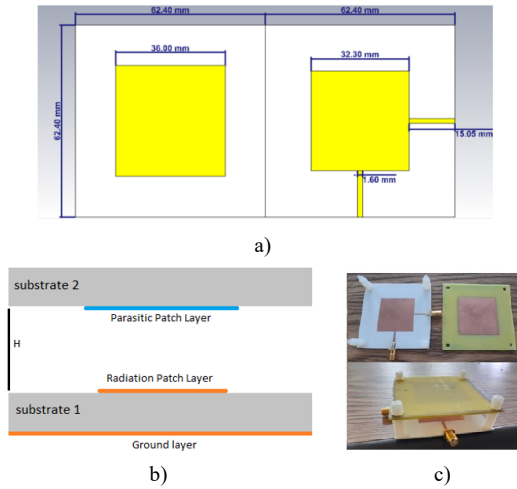 62.40 mm
62.40 mm
36.00 mm
32.30 mm
62.40 mm
15.05 mm
1.60 mm
a)
substrate 2
Parasitic Patch Layer
H
Radiation Patch Layer
substrate 1
Ground layer
b)
c)